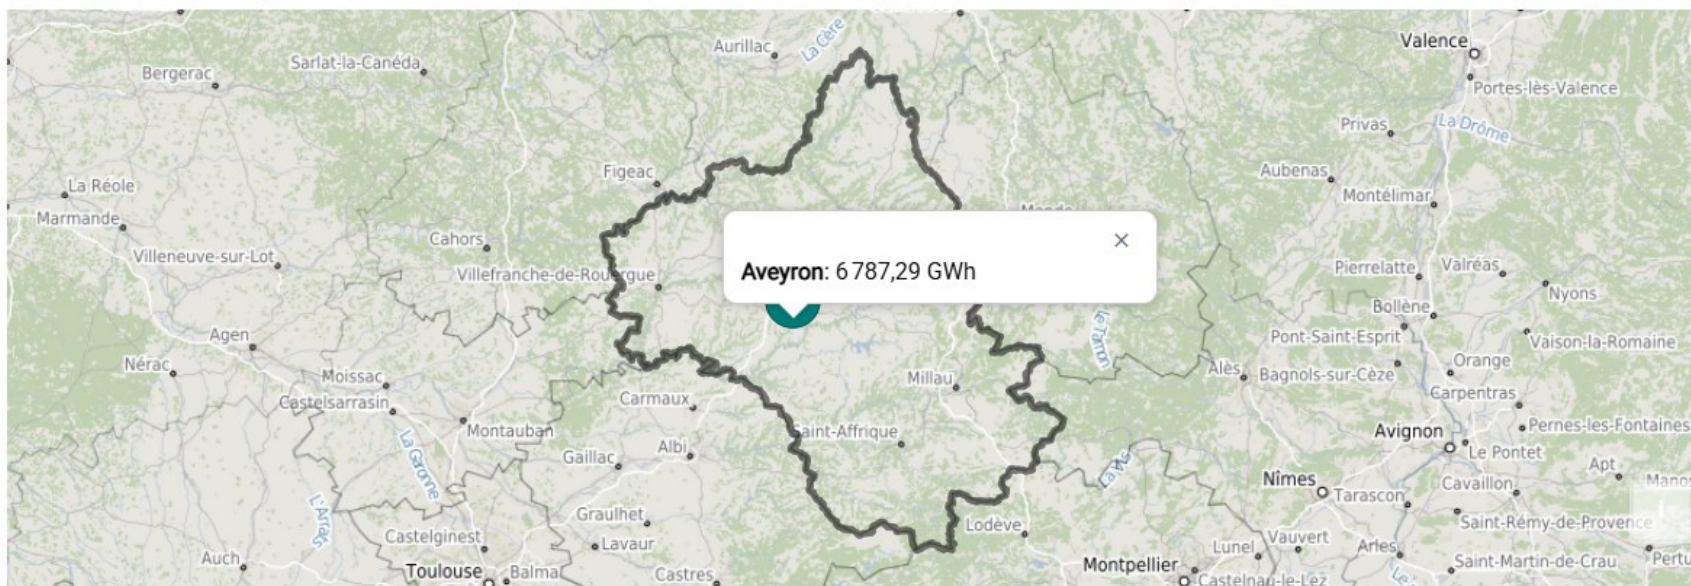 Valence
Aurillac
La Cère
Sarlat-la-Canéda
Bergerac
Portes-lès-Valence
Privas
La Drôme
Figeac
Aubenas
La Réole
Montélimar
Marmande
Mende
Cahors
×
Villeneuve-sur-Lot
Pierrelatte
Valréas
Villefranche-de-Rouergue
Aveyron: 6 787,29 GWh
Nyons
Bollène
le Tarnon
Agen
Pont-Saint-Esprit
Vaison-la-Romaine
Nérac
Orange
Moissac
Millau
Alès
Bagnols-sur-Cèze
Castelsarrasin
Carmaux
Carpentras
Montauban
Saint-Affrique
Avignon
Pernes-les-Fontaines
La Garonne
Albi
Le Pontet
Gaillac
La Vis
Apt
Nîmes
Cavaillon
Manos
Tarascon
L'Arrats
Graulhet
Lodève
Saint-Rémy-de-Provence
Castelginest
Lavaur
Lunel
Vauvert
Arles
Auch
Montpellier
Saint-Martin-de-Crau
Pertu
Toulouse
Balma
Castres
Castelnau-le-Lez